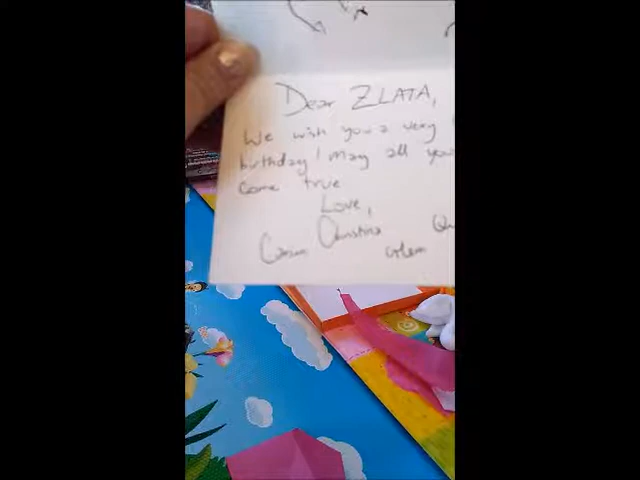 Dear ZLATA,
We wish you a very
birthday! May all you
come true
Love,
Christina